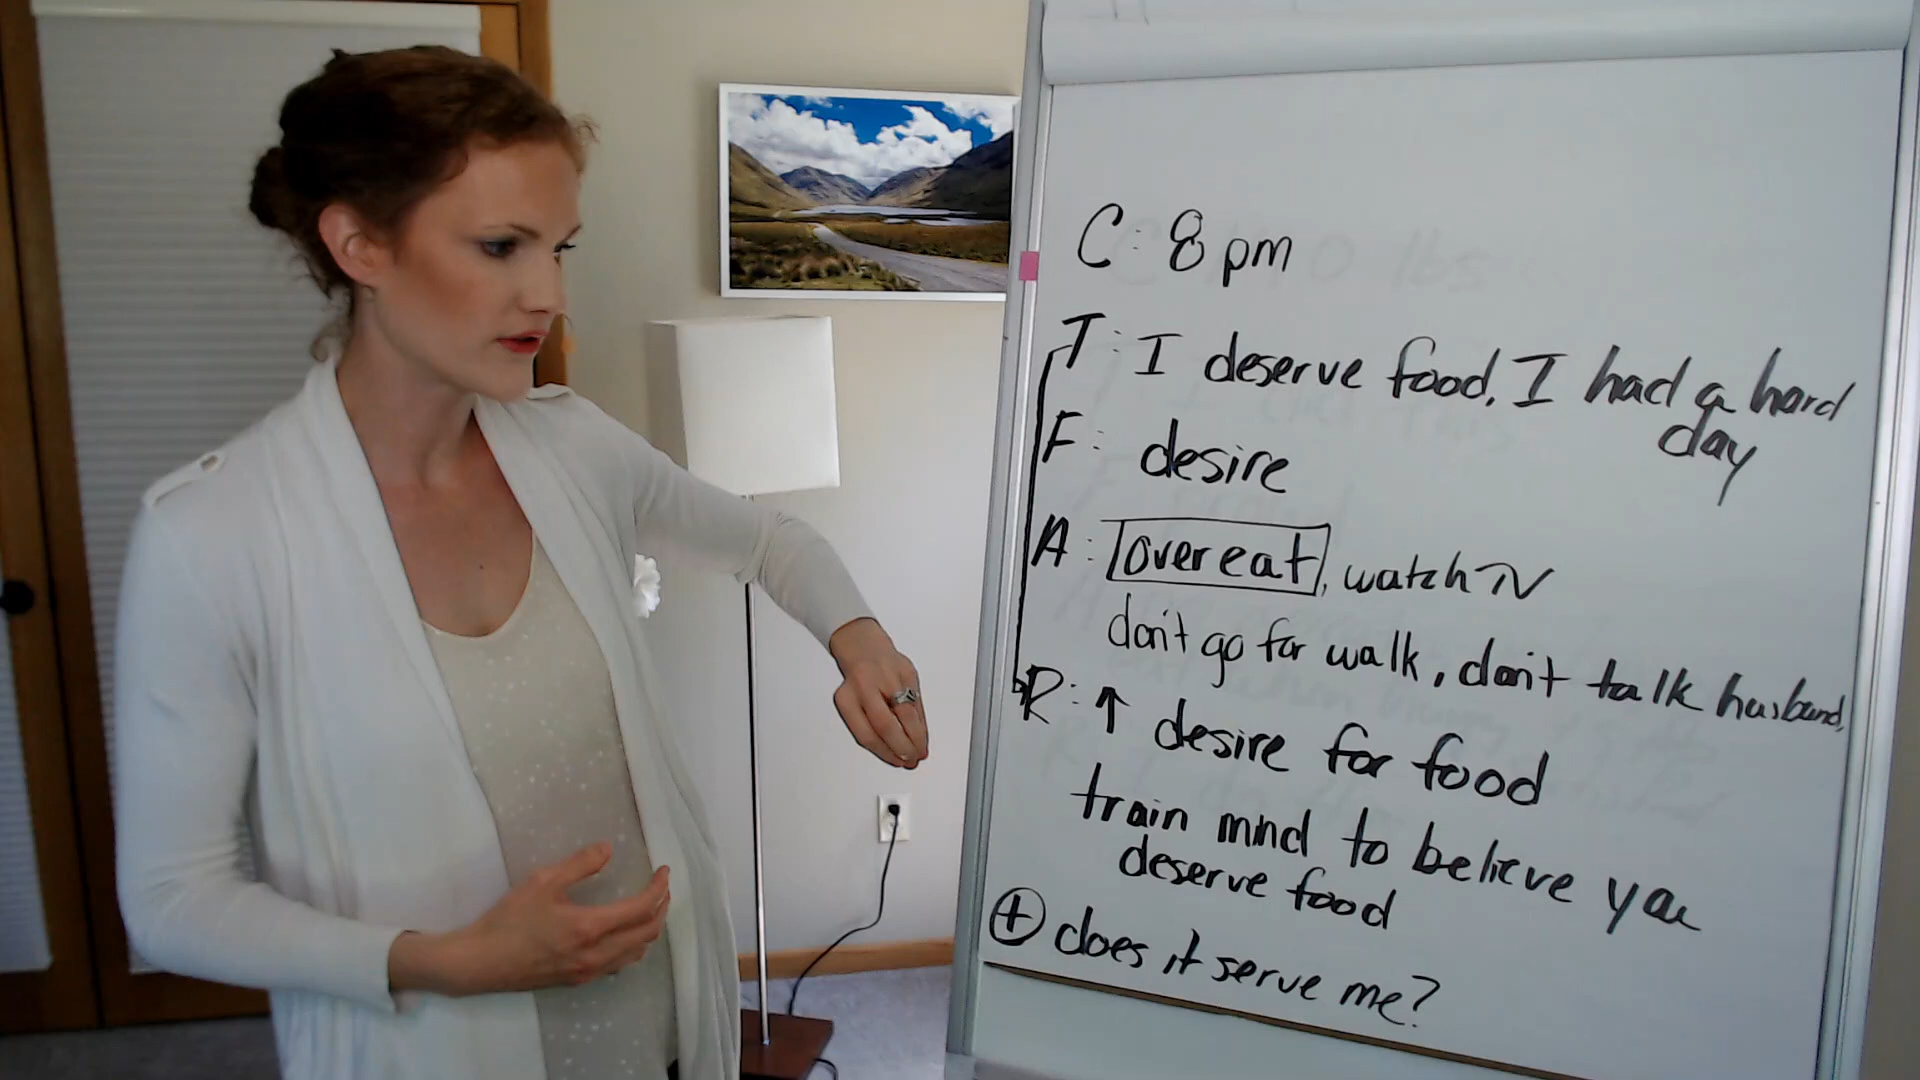 C: 8 pm
T: I deserve food, I had a hard
day
F: desire
A: overeat, watch TV
don't go for walk, don't talk husband,
R: ↑ desire for food
train mind to believe you
deserve food
⊕ does it serve me?